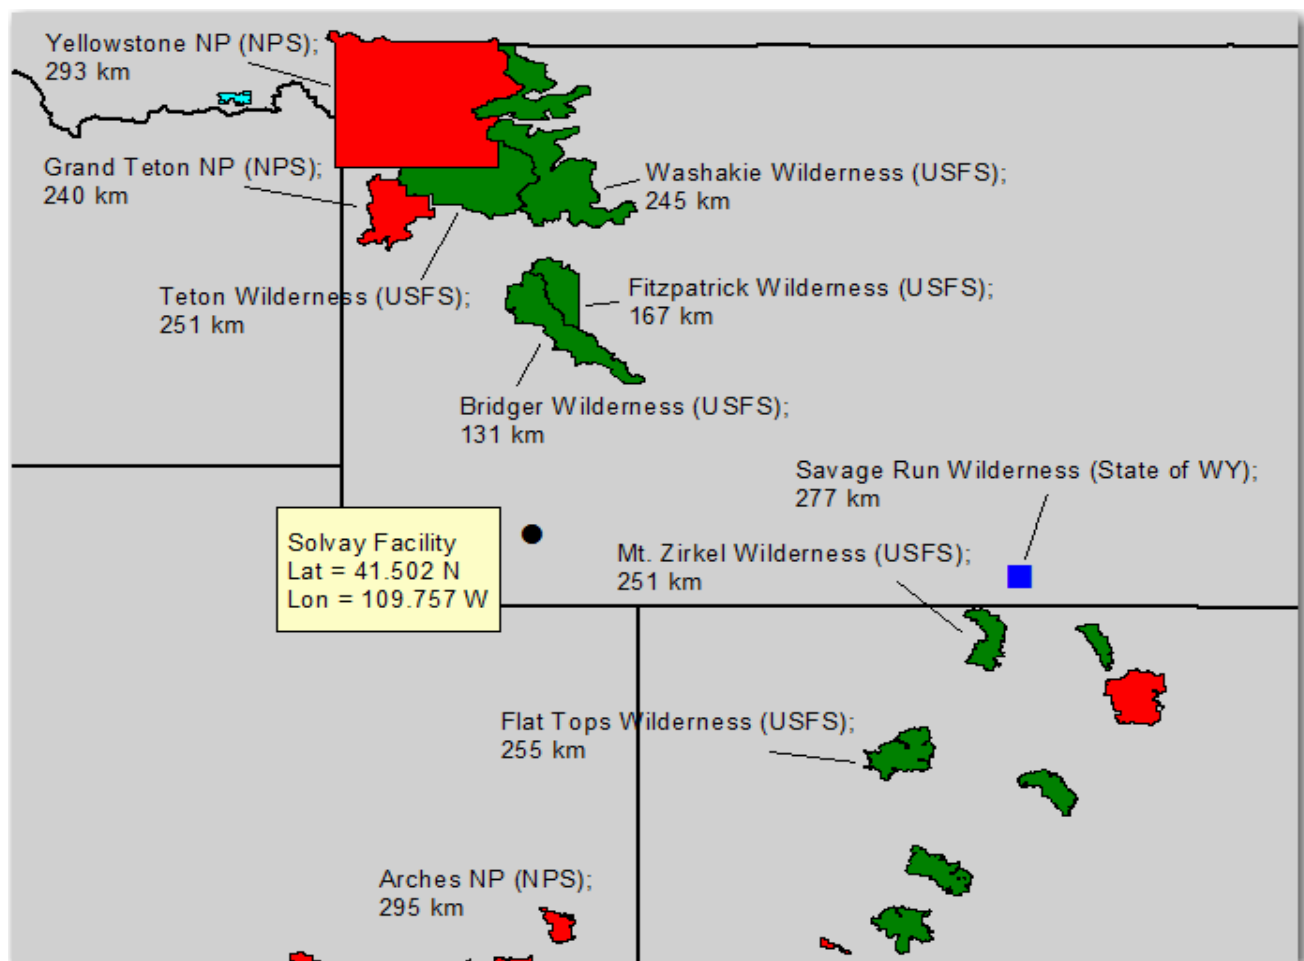 Yellowstone NP (NPS);
293 km
Grand Teton NP (NPS);
240 km
Washakie Wilderness (USFS);
245 km
Teton Wilderness (USFS);
251 km
Fitzpatrick Wilderness (USFS);
167 km
Bridger Wilderness (USFS);
131 km
Savage Run Wilderness (State of WY);
277 km
Solvay Facility
Lat = 41.502 N
Lon = 109.757 W
Mt. Zirkel Wilderness (USFS);
251 km
Flat Tops Wilderness (USFS);
255 km
Arches NP (NPS);
295 km